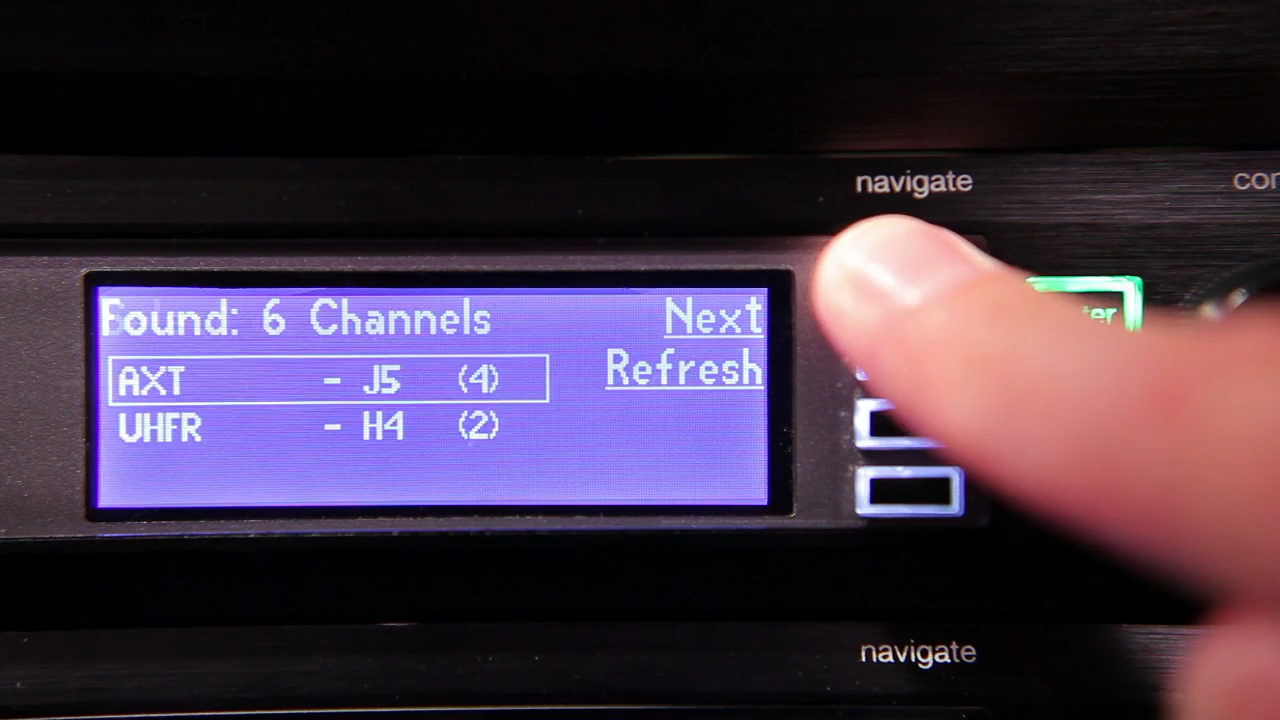 navigate
Found: 6 Channels Next
Refresh
AXT - J5 (4)
UHFR - H4 (2)
navigate